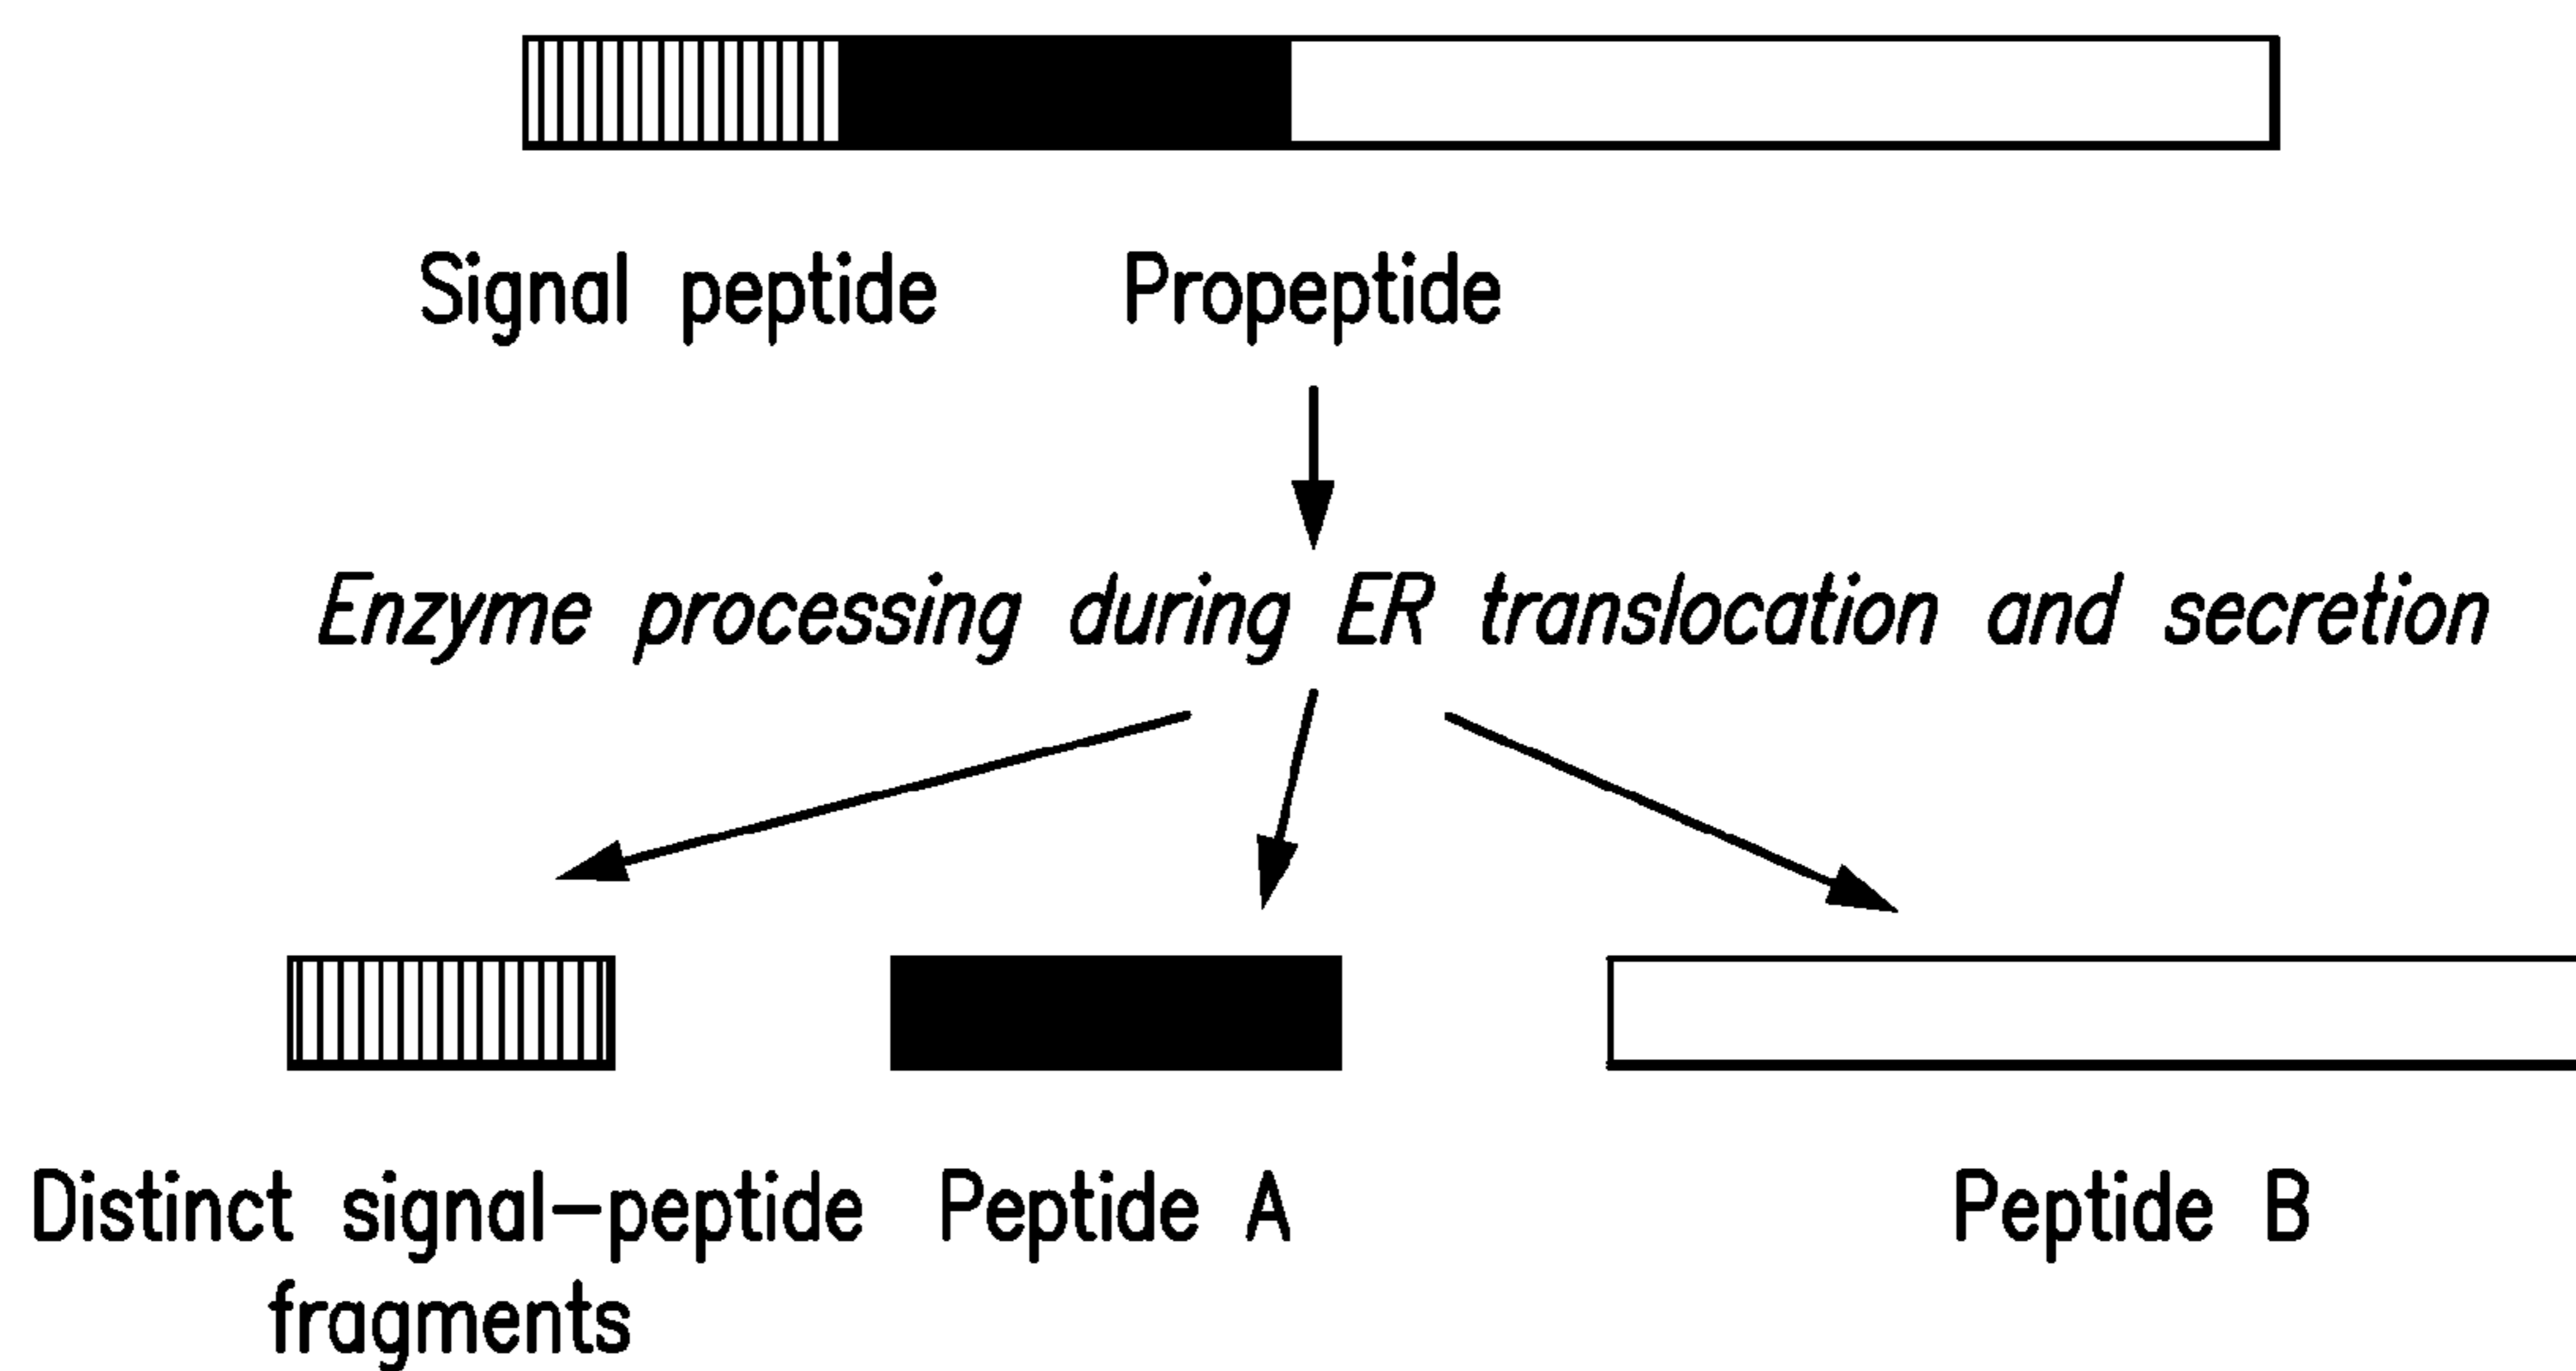 Signal peptide Propeptide
Enzyme processing during ER translocation and secretion
Distinct signal-peptide Peptide A Peptide B
fragments